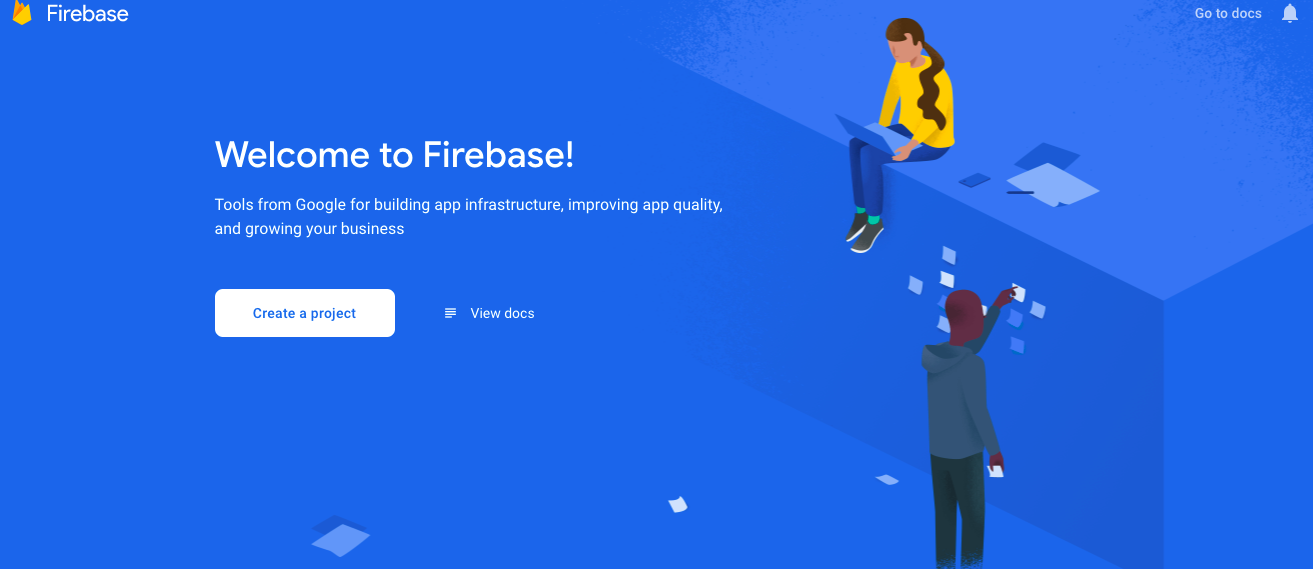 Firebase
Go to docs
Welcome to Firebase!
Tools from Google for building app infrastructure, improving app quality,
and growing your business
Create a project
View docs